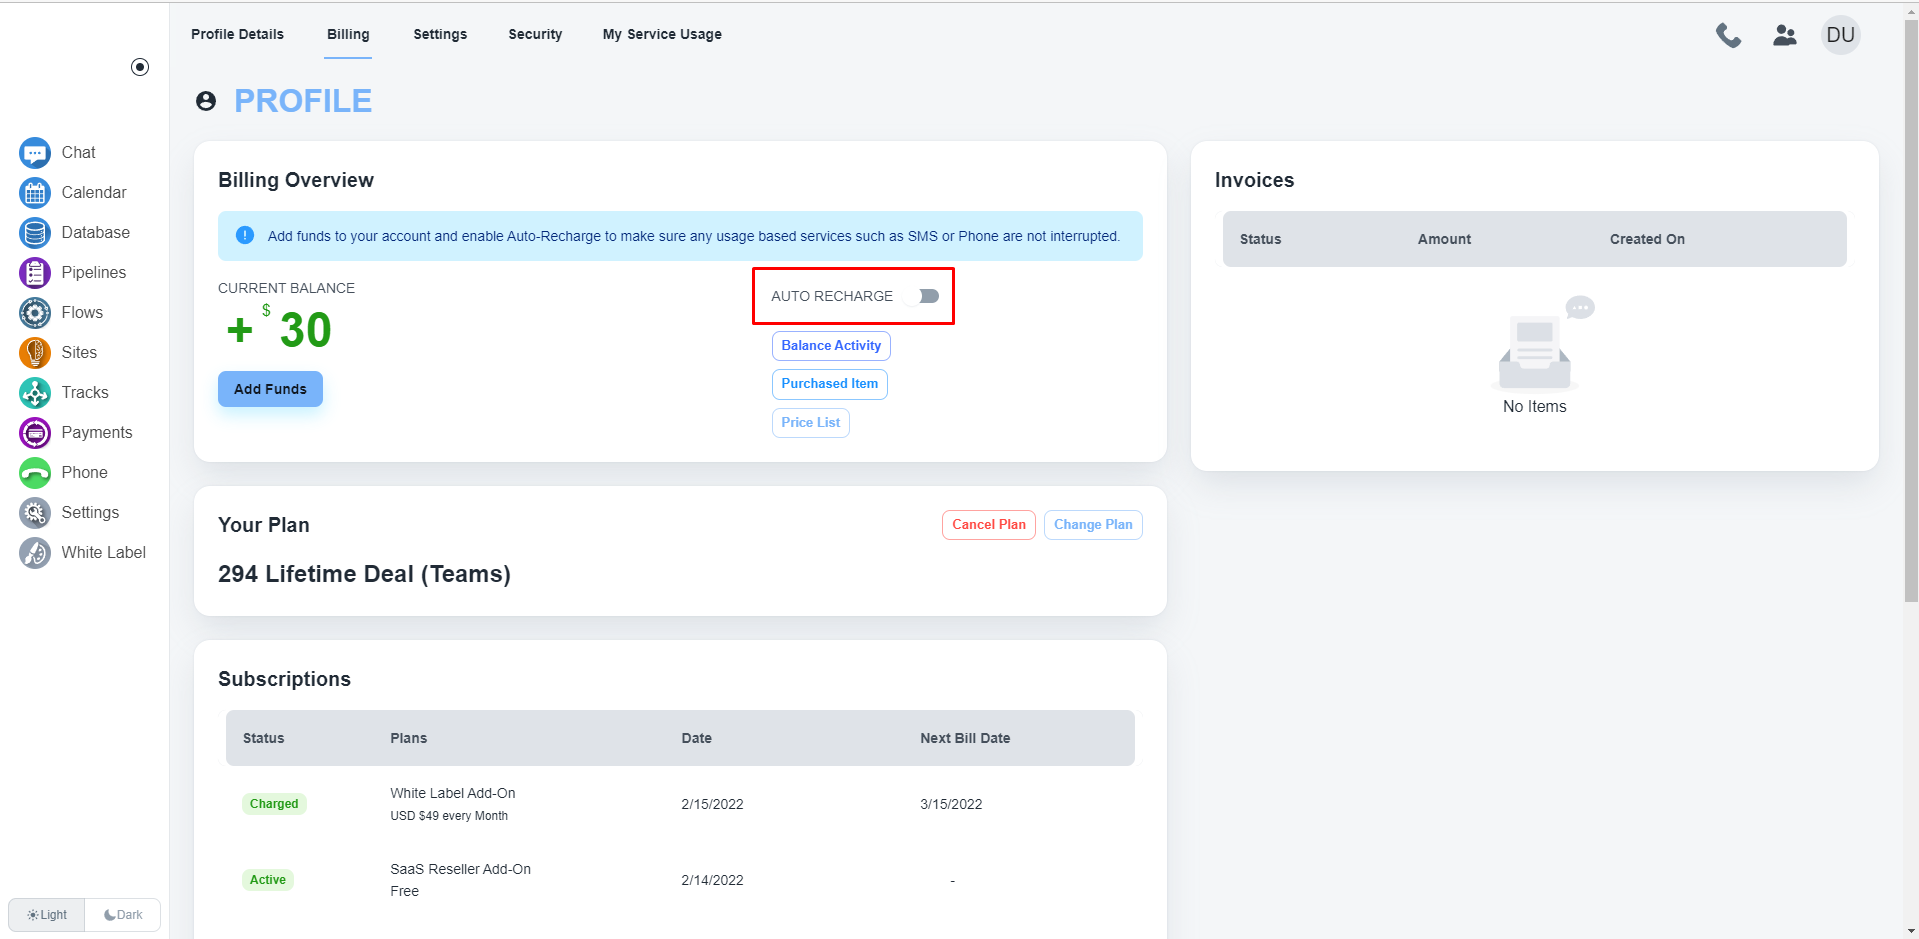 Profile Details
Billing
Settings
Security
My Service Usage
DU
PROFILE
Chat
Calendar
Database
Pipelines
Flows
Sites
Tracks
Payments
Phone
Settings
White Label
Light
Dark
Billing Overview
Add funds to your account and enable Auto-Recharge to make sure any usage based services such as SMS or Phone are not interrupted.
CURRENT BALANCE
+ $ 30
Add Funds
AUTO RECHARGE
Balance Activity
Purchased Item
Price List
Invoices
Status Amount Created On
No Items
Your Plan
Cancel Plan
Change Plan
294 Lifetime Deal (Teams)
Subscriptions
Status Plans Date Next Bill Date
Charged White Label Add-On 2/15/2022 3/15/2022
USD $49 every Month
Active SaaS Reseller Add-On 2/14/2022 -
Free